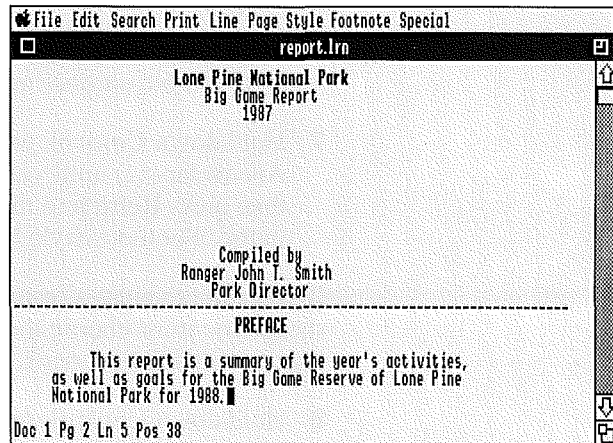 File Edit Search Print Line Page Style Footnote Special
report.lrn
Lone Pine National Park
Big Game Report
1987
Compiled by
Ranger John T. Smith
Park Director
PREFACE
This report is a summary of the year's activities,
as well as goals for the Big Game Reserve of Lone Pine
National Park for 1988.
Doc 1 Pg 2 Ln 5 Pos 38